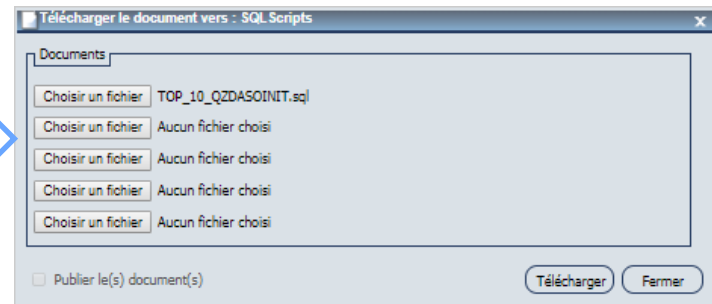 Télécharger le document vers : SQL Scripts x
Documents
Choisir un fichier TOP_10_QZDASOINIT.sql
Choisir un fichier Aucun fichier choisi
Choisir un fichier Aucun fichier choisi
Choisir un fichier Aucun fichier choisi
Choisir un fichier Aucun fichier choisi
Publier le(s) document(s) Télécharger Fermer